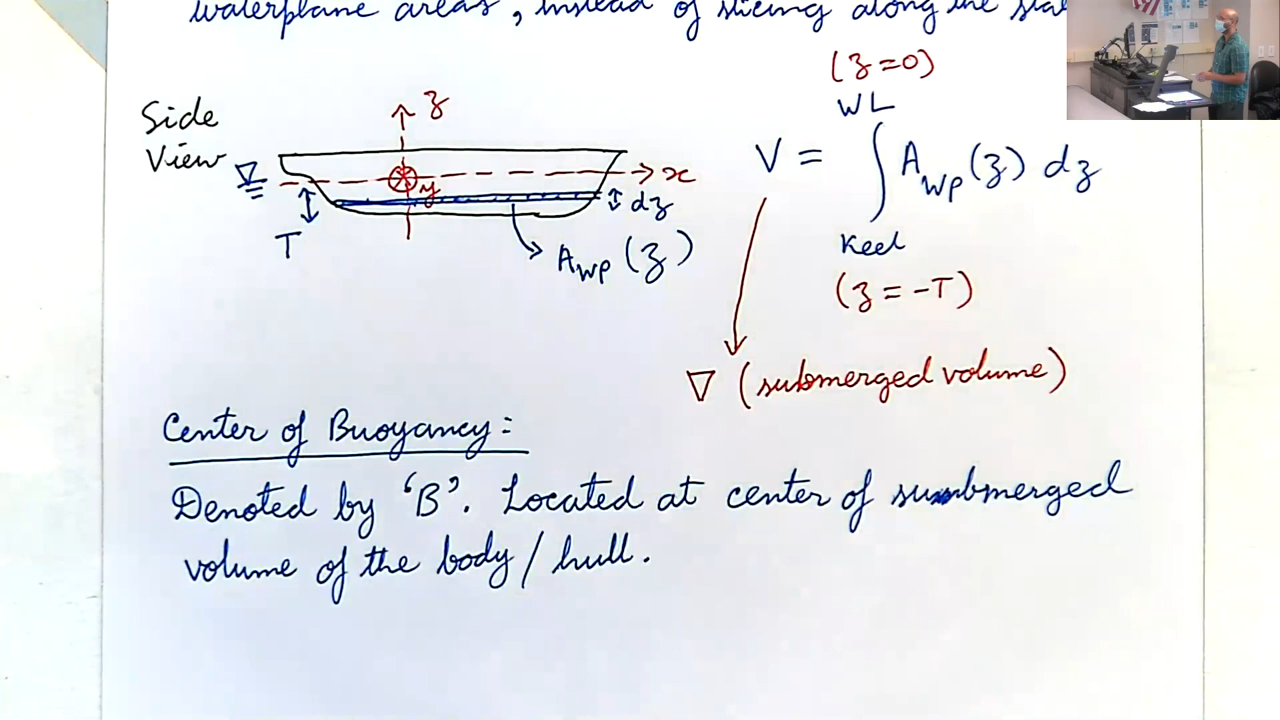 waterplane areas, instead of slicing along the
Side
View
z
x
y
T
dz
A_WP(z)
(z=0)
WL
V = ∫ A_WP(z) dz
Keel
(z = -T)
∇ (submerged volume)
Center of Buoyancy:
Denoted by 'B'. Located at center of submerged
volume of the body/hull.